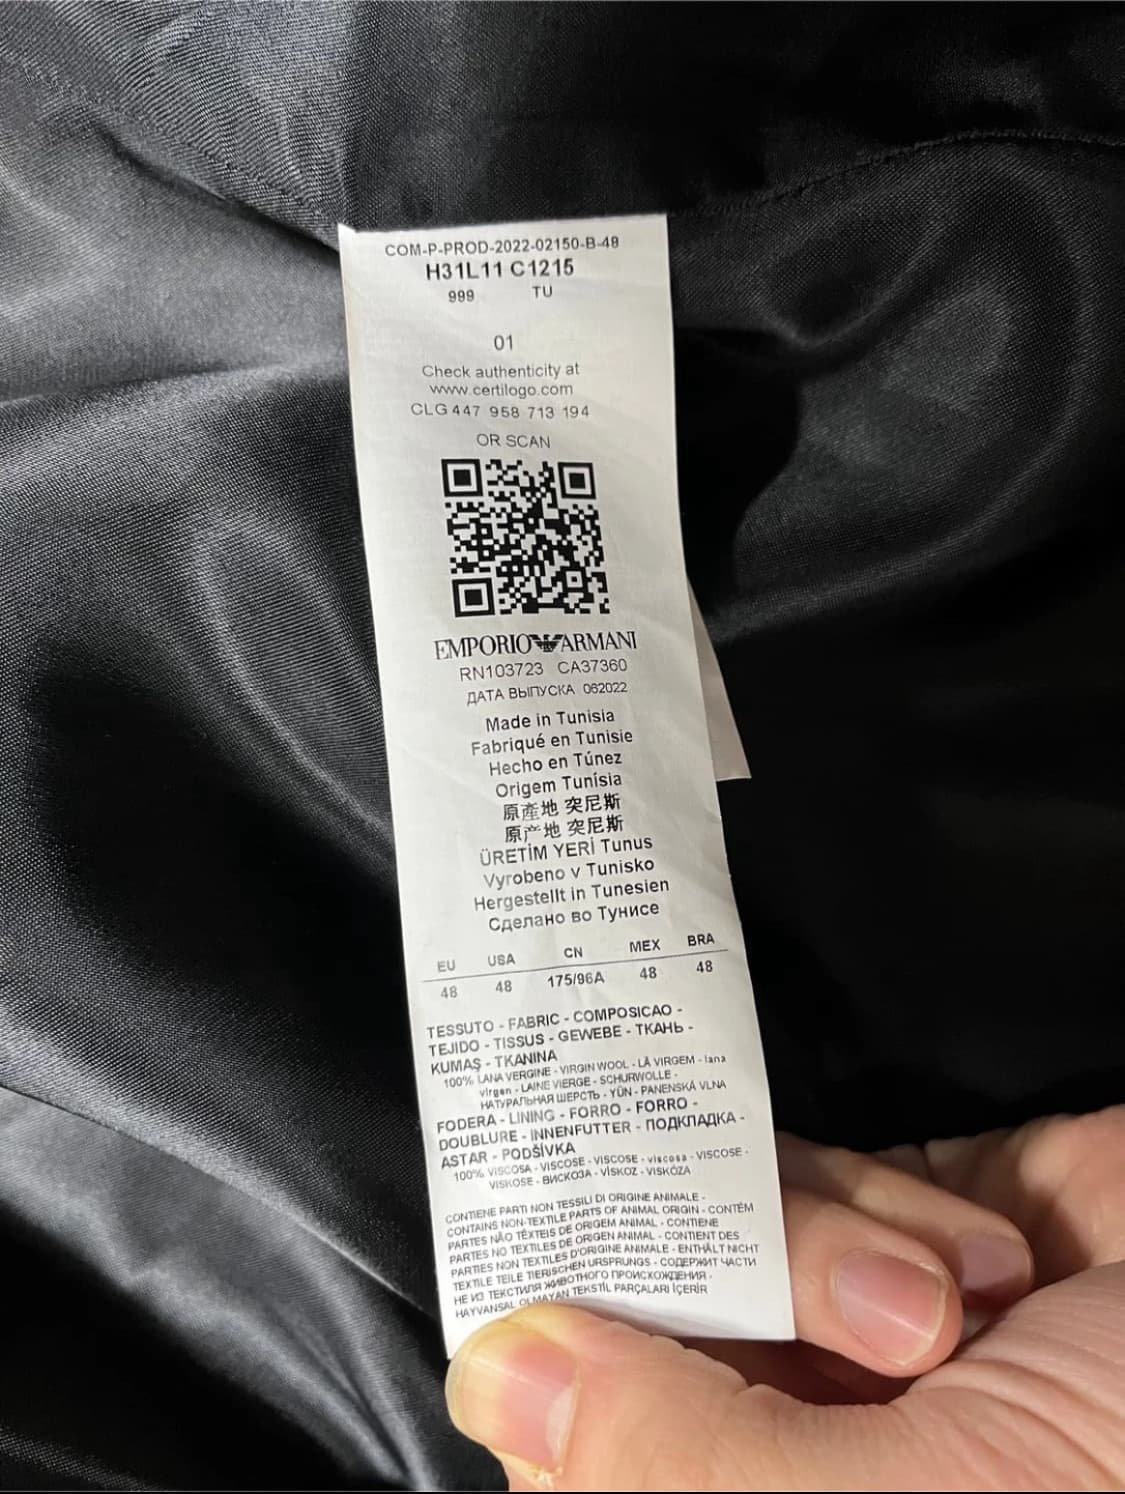 COM-P-PROD-2022-02150-B-48
H31L11 C1215
999 TU
01
Check authenticity at
www.certilogo.com
CLG 447 958 713 194
OR SCAN
EMPORIO ARMANI
RN103723 CA37360
ДАТА ВЫПУСКА 062022
Made in Tunisia
Fabriqué en Tunisie
Hecho en Túnez
Origem Tunísia
原產地 突尼斯
原产地 突尼斯
ÜRETİM YERİ Tunus
Vyrobeno v Tunisko
Hergestellt in Tunesien
Сделано во Тунисе
EU USA CN MEX BRA
48 48 175/96A 48 48
TESSUTO - FABRIC - COMPOSICAO -
TEJIDO - TISSUS - GEWEBE - ТКАНЬ -
KUMAŞ - TKANINA
100% LANA VERGINE - VIRGIN WOOL - LÃ VIRGEM - lana
virgen - LAINE VIERGE - SCHURWOLLE -
НАТУРАЛЬНАЯ ШЕРСТЬ - YÜN - PANENSKÁ VLNA
FODERA - LINING - FORRO - FORRO -
DOUBLURE - INNENFUTTER - ПОДКЛАДКА -
ASTAR - PODŠÍVKA
100% VISCOSA - VISCOSE - VISCOSE - viscosa - VISCOSE -
VISKOSE - ВИСКОЗА - VİSKOZ - VISKÓZA
CONTIENE PARTI NON TESSILI DI ORIGINE ANIMALE -
CONTAINS NON-TEXTILE PARTS OF ANIMAL ORIGIN - CONTÉM
PARTES NÃO TÊXTEIS DE ORIGEM ANIMAL - CONTIENE
PARTES NO TEXTILES DE ORIGEN ANIMAL - CONTIENT DES
PARTIES NON TEXTILES D'ORIGINE ANIMALE - ENTHÄLT NICHT
TEXTILE TEILE TIERISCHEN URSPRUNGS - СОДЕРЖИТ ЧАСТИ
НЕ ИЗ ТЕКСТИЛЯ ЖИВОТНОГО ПРОИСХОЖДЕНИЯ -
HAYVANSAL OLMAYAN TEKSTİL PARÇALARI İÇERİR